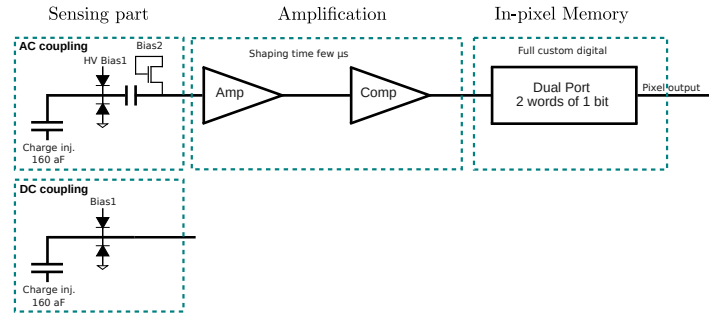 Sensing part
Amplification
In-pixel Memory
AC coupling
Bias2
HV Bias1
Charge inj.
160 aF
Shaping time few µs
Amp
Comp
Full custom digital
Dual Port
2 words of 1 bit
Pixel output
DC coupling
Bias1
Charge inj.
160 aF